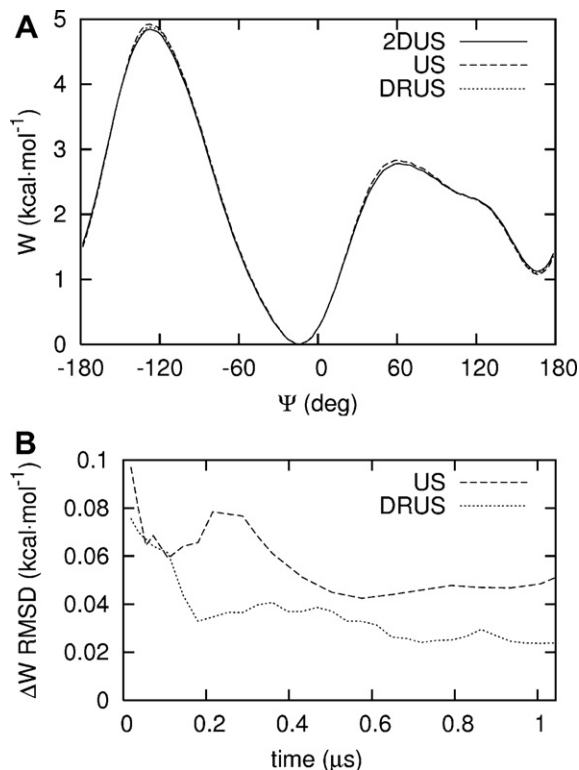 A
5
4
3
2
1
0
W (kcal·mol⁻¹)
2DUS
US
DRUS
-180 -120 -60 0 60 120 180
Ψ (deg)
B
0.1
0.08
0.06
0.04
0.02
0
ΔW RMSD (kcal·mol⁻¹)
US
DRUS
0 0.2 0.4 0.6 0.8 1
time (μs)